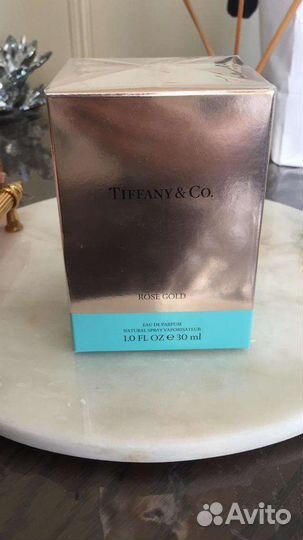 TIFFANY & CO.
ROSE GOLD
EAU DE PARFUM
NATURAL SPRAY VAPORISATEUR
1.0 FL OZ ℮ 30 ml
Avito